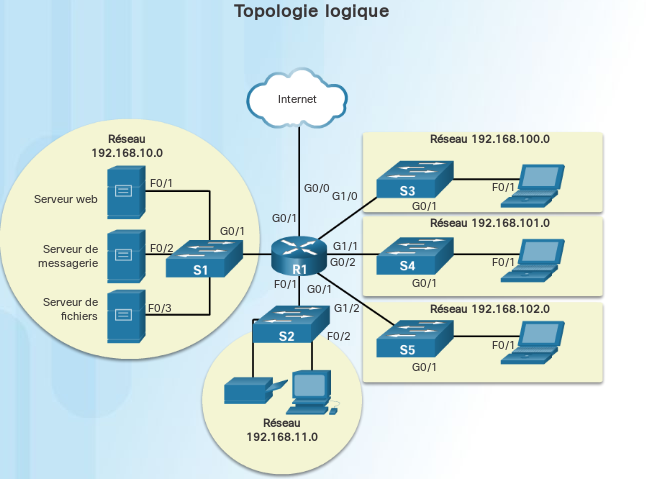 Topologie logique
Internet
Réseau
192.168.10.0
Serveur web
F0/1
Serveur de
messagerie
F0/2
Serveur de
fichiers
F0/3
S1
G0/1
G0/0
G0/1
G1/0
R1
G1/1
G0/2
F0/1
G0/1
G1/2
S2
F0/2
Réseau
192.168.11.0
Réseau 192.168.100.0
S3
G0/1
F0/1
Réseau 192.168.101.0
S4
G0/1
F0/1
Réseau 192.168.102.0
S5
G0/1
F0/1